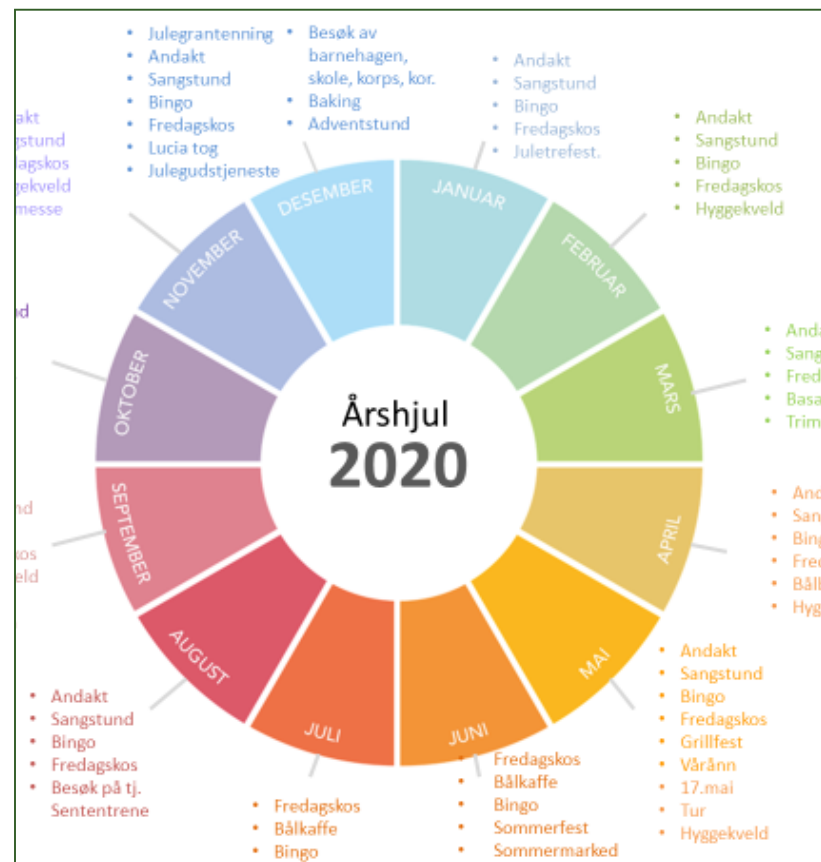 Julegrantenning
Andakt
Sangstund
Bingo
Fredagskos
Lucia tog
Julegudstjeneste
Besøk av
barnehagen,
skole, korps, kor.
Baking
Adventstund
Andakt
Sangstund
Bingo
Fredagskos
Juletrefest.
Andakt
Sangstund
Bingo
Fredagskos
Hyggekveld
DESEMBER
JANUAR
FEBRUAR
MARS
APRIL
MAI
JUNI
JULI
AUGUST
SEPTEMBER
OKTOBER
NOVEMBER
Årshjul
2020
Andakt
Sangstund
Bingo
Fredagskos
Grillfest
Våränn
17.mai
Tur
Hyggekveld
Fredagskos
Bålkaffe
Bingo
Sommerfest
Sommermarked
Fredagskos
Bålkaffe
Bingo
Andakt
Sangstund
Bingo
Fredagskos
Besøk på tj.
Sententrene